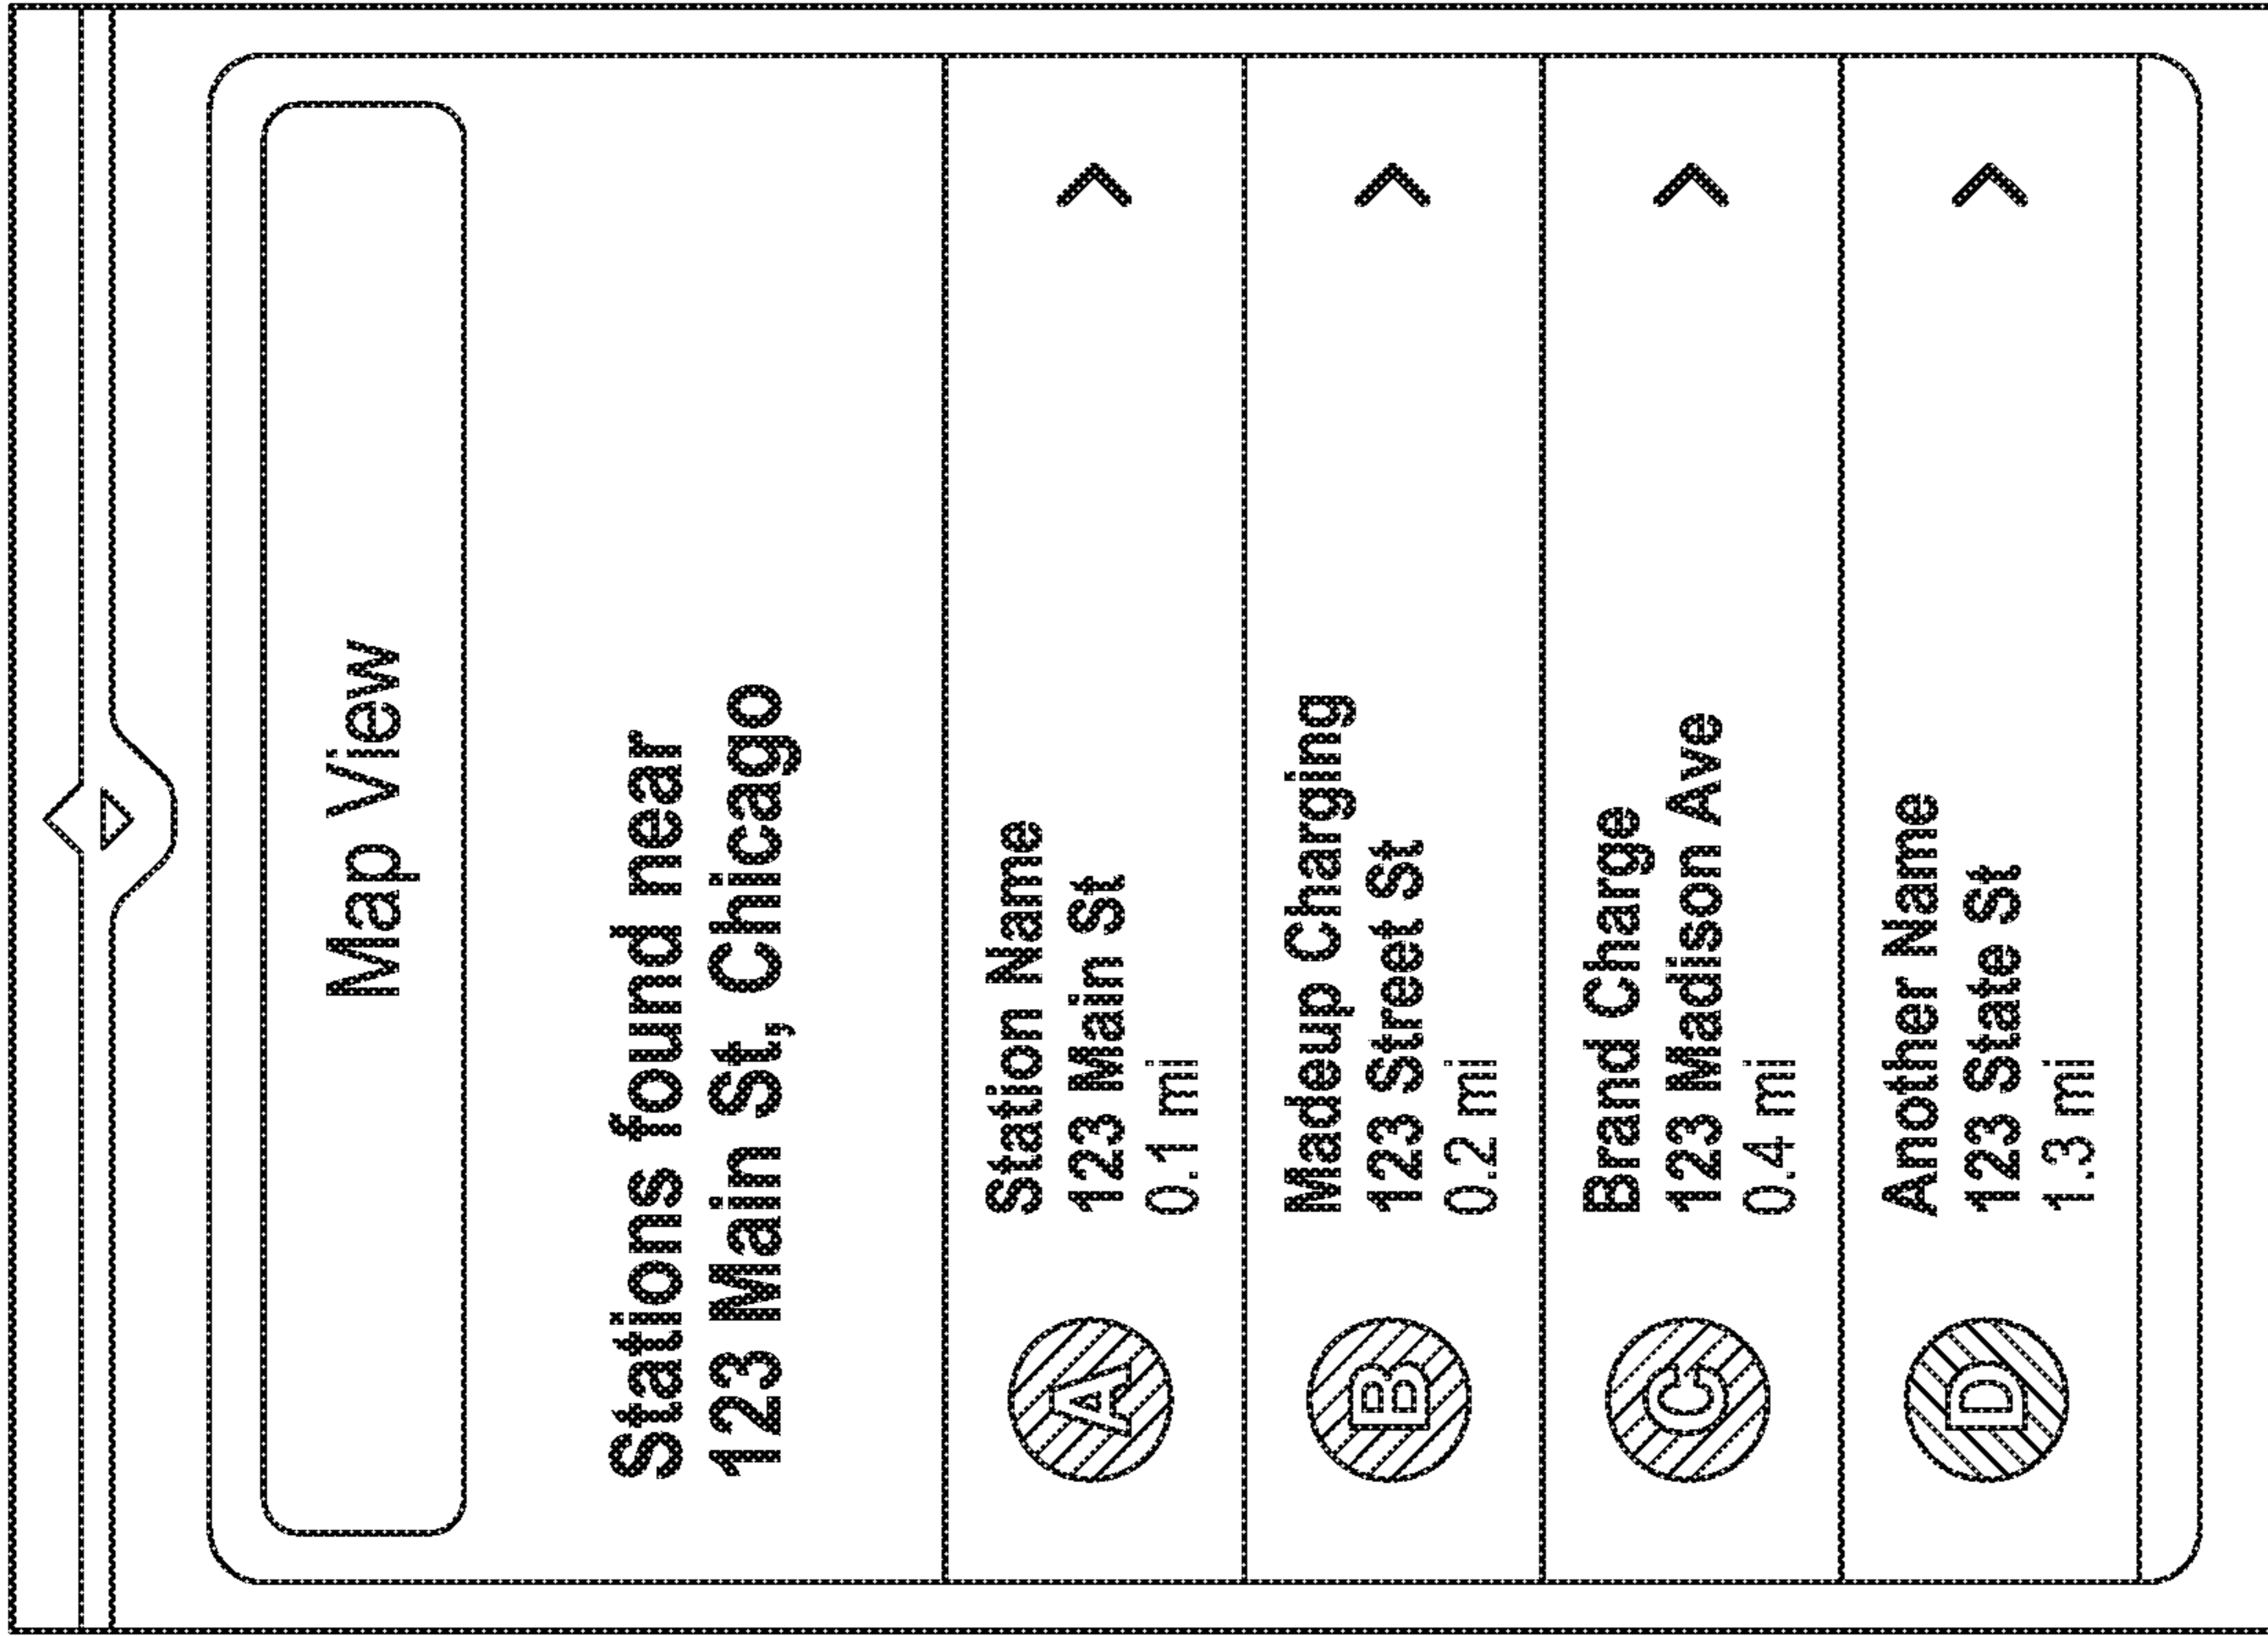 Map View
Stations found near
123 Main St, Chicago
A
Station Name
123 Main St
0.1 mi
B
Madeup Charging
123 Street St
0.2 mi
C
Brand Charge
123 Madison Ave
0.4 mi
D
Another Name
123 State St
1.3 mi